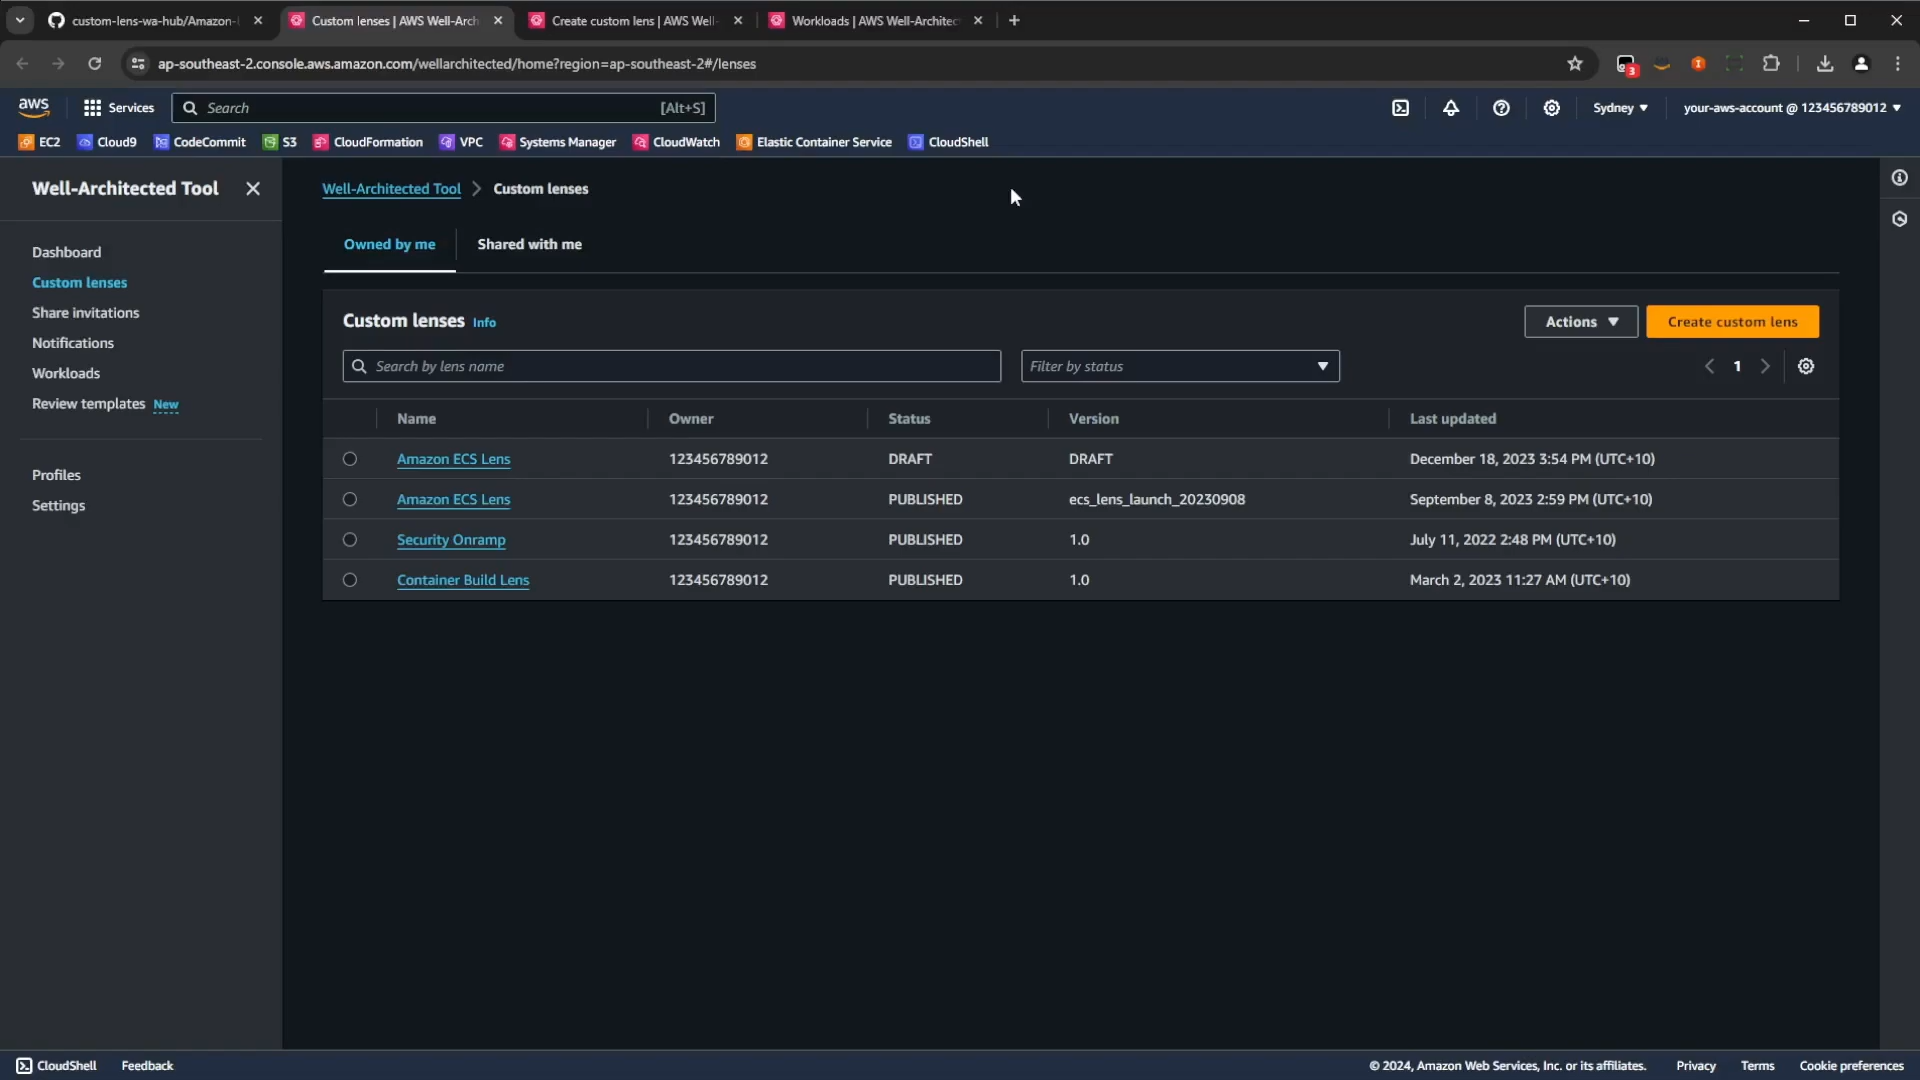 custom-lens-wa-hub/Amazon-
Custom lenses | AWS Well-Arch
Create custom lens | AWS Well-
Workloads | AWS Well-Architec
ap-southeast-2.console.aws.amazon.com/wellarchitected/home?region=ap-southeast-2#/lenses
3
aws
Services
Search
[Alt+S]
Sydney
your-aws-account @ 123456789012
EC2
Cloud9
CodeCommit
S3
CloudFormation
VPC
Systems Manager
CloudWatch
Elastic Container Service
CloudShell
Well-Architected Tool
Dashboard
Custom lenses
Share invitations
Notifications
Workloads
Review templates New
Profiles
Settings
Well-Architected Tool > Custom lenses
Owned by me
Shared with me
Custom lenses Info
Actions
Create custom lens
Search by lens name
Filter by status
1
Name Owner Status Version Last updated
Amazon ECS Lens 123456789012 DRAFT DRAFT December 18, 2023 3:54 PM (UTC+10)
Amazon ECS Lens 123456789012 PUBLISHED ecs_lens_launch_20230908 September 8, 2023 2:59 PM (UTC+10)
Security Onramp 123456789012 PUBLISHED 1.0 July 11, 2022 2:48 PM (UTC+10)
Container Build Lens 123456789012 PUBLISHED 1.0 March 2, 2023 11:27 AM (UTC+10)
CloudShell
Feedback
© 2024, Amazon Web Services, Inc. or its affiliates.
Privacy
Terms
Cookie preferences